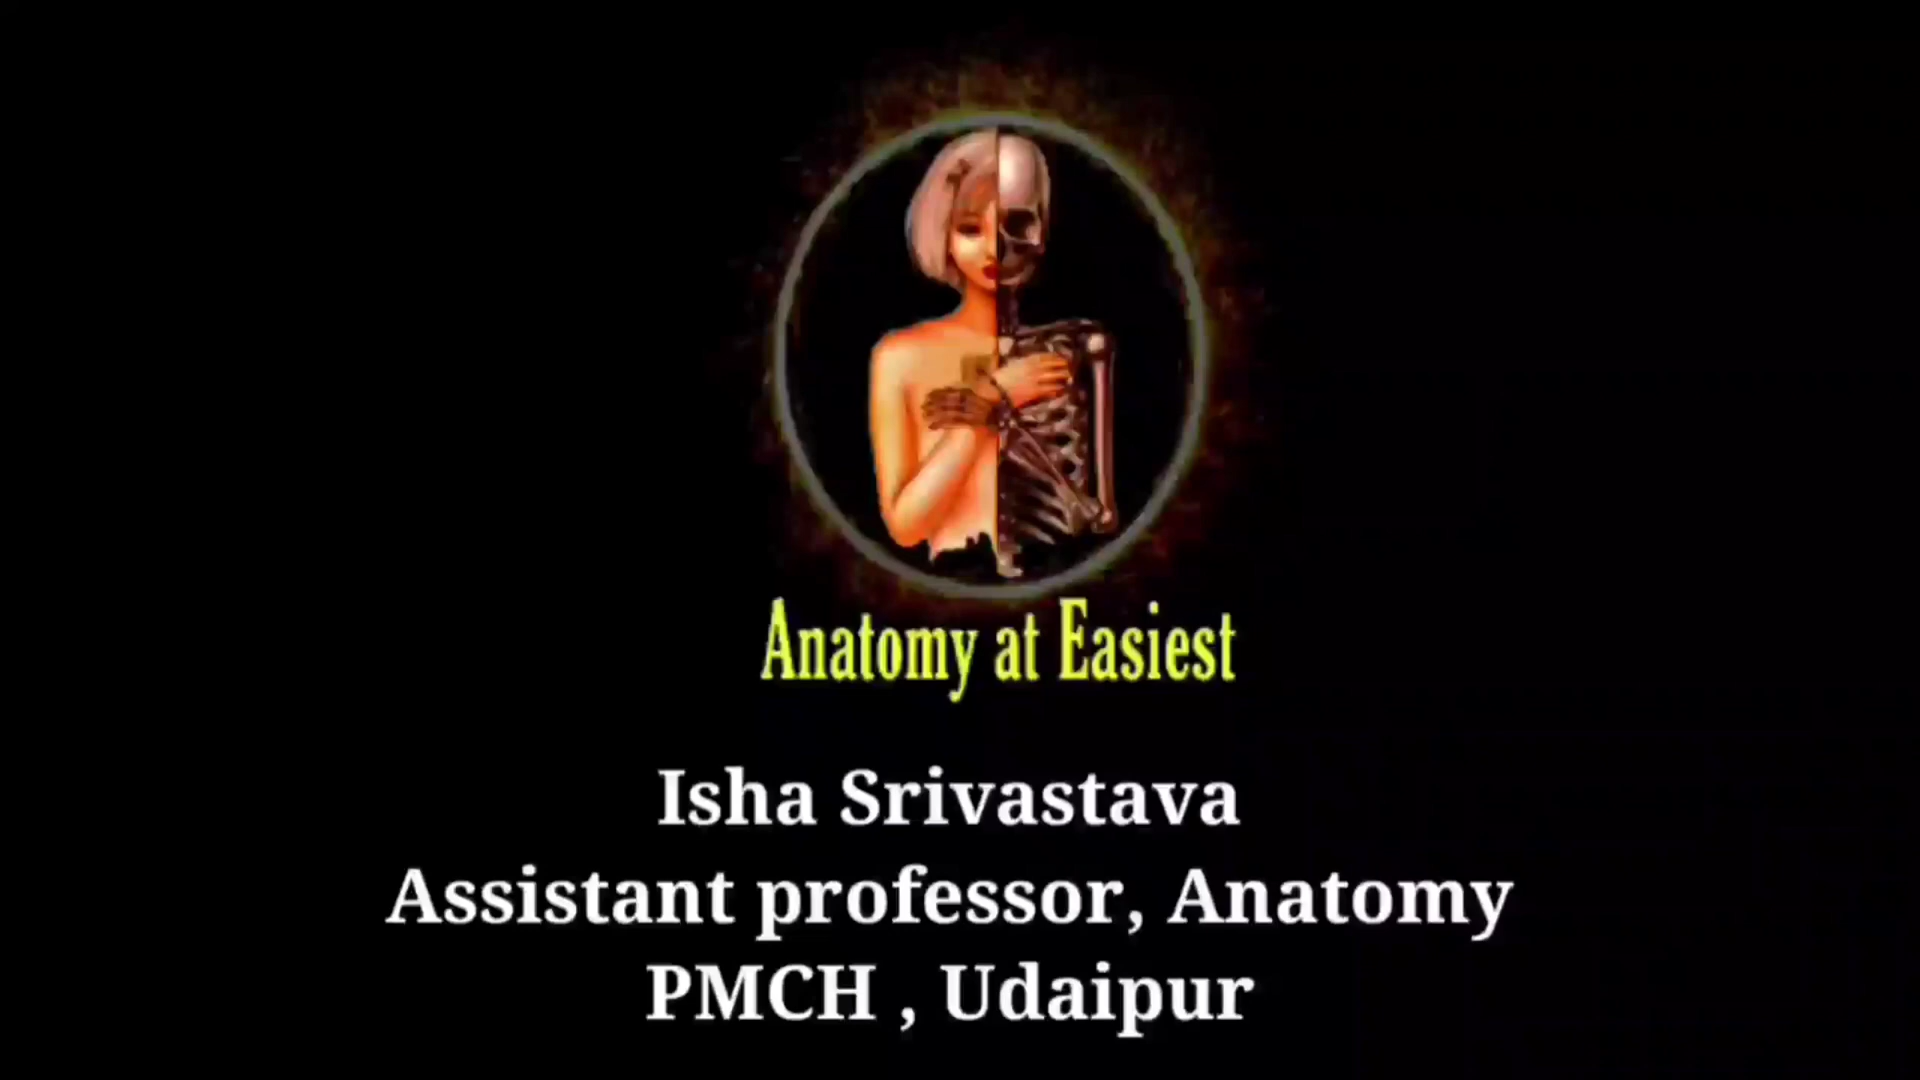 Anatomy at Easiest
Isha Srivastava
Assistant professor, Anatomy
PMCH , Udaipur